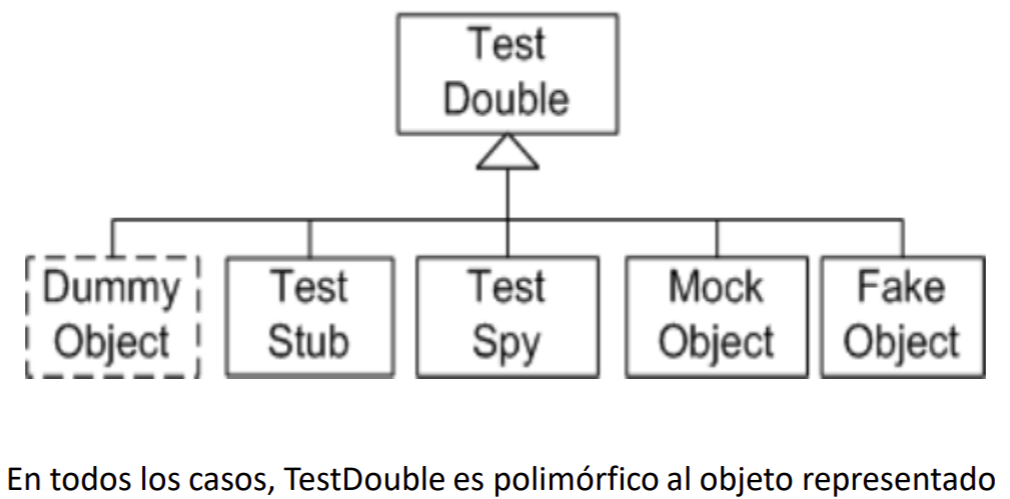 Test
Double
Dummy
Object
Test
Stub
Test
Spy
Mock
Object
Fake
Object
En todos los casos, TestDouble es polimórfico al objeto representado